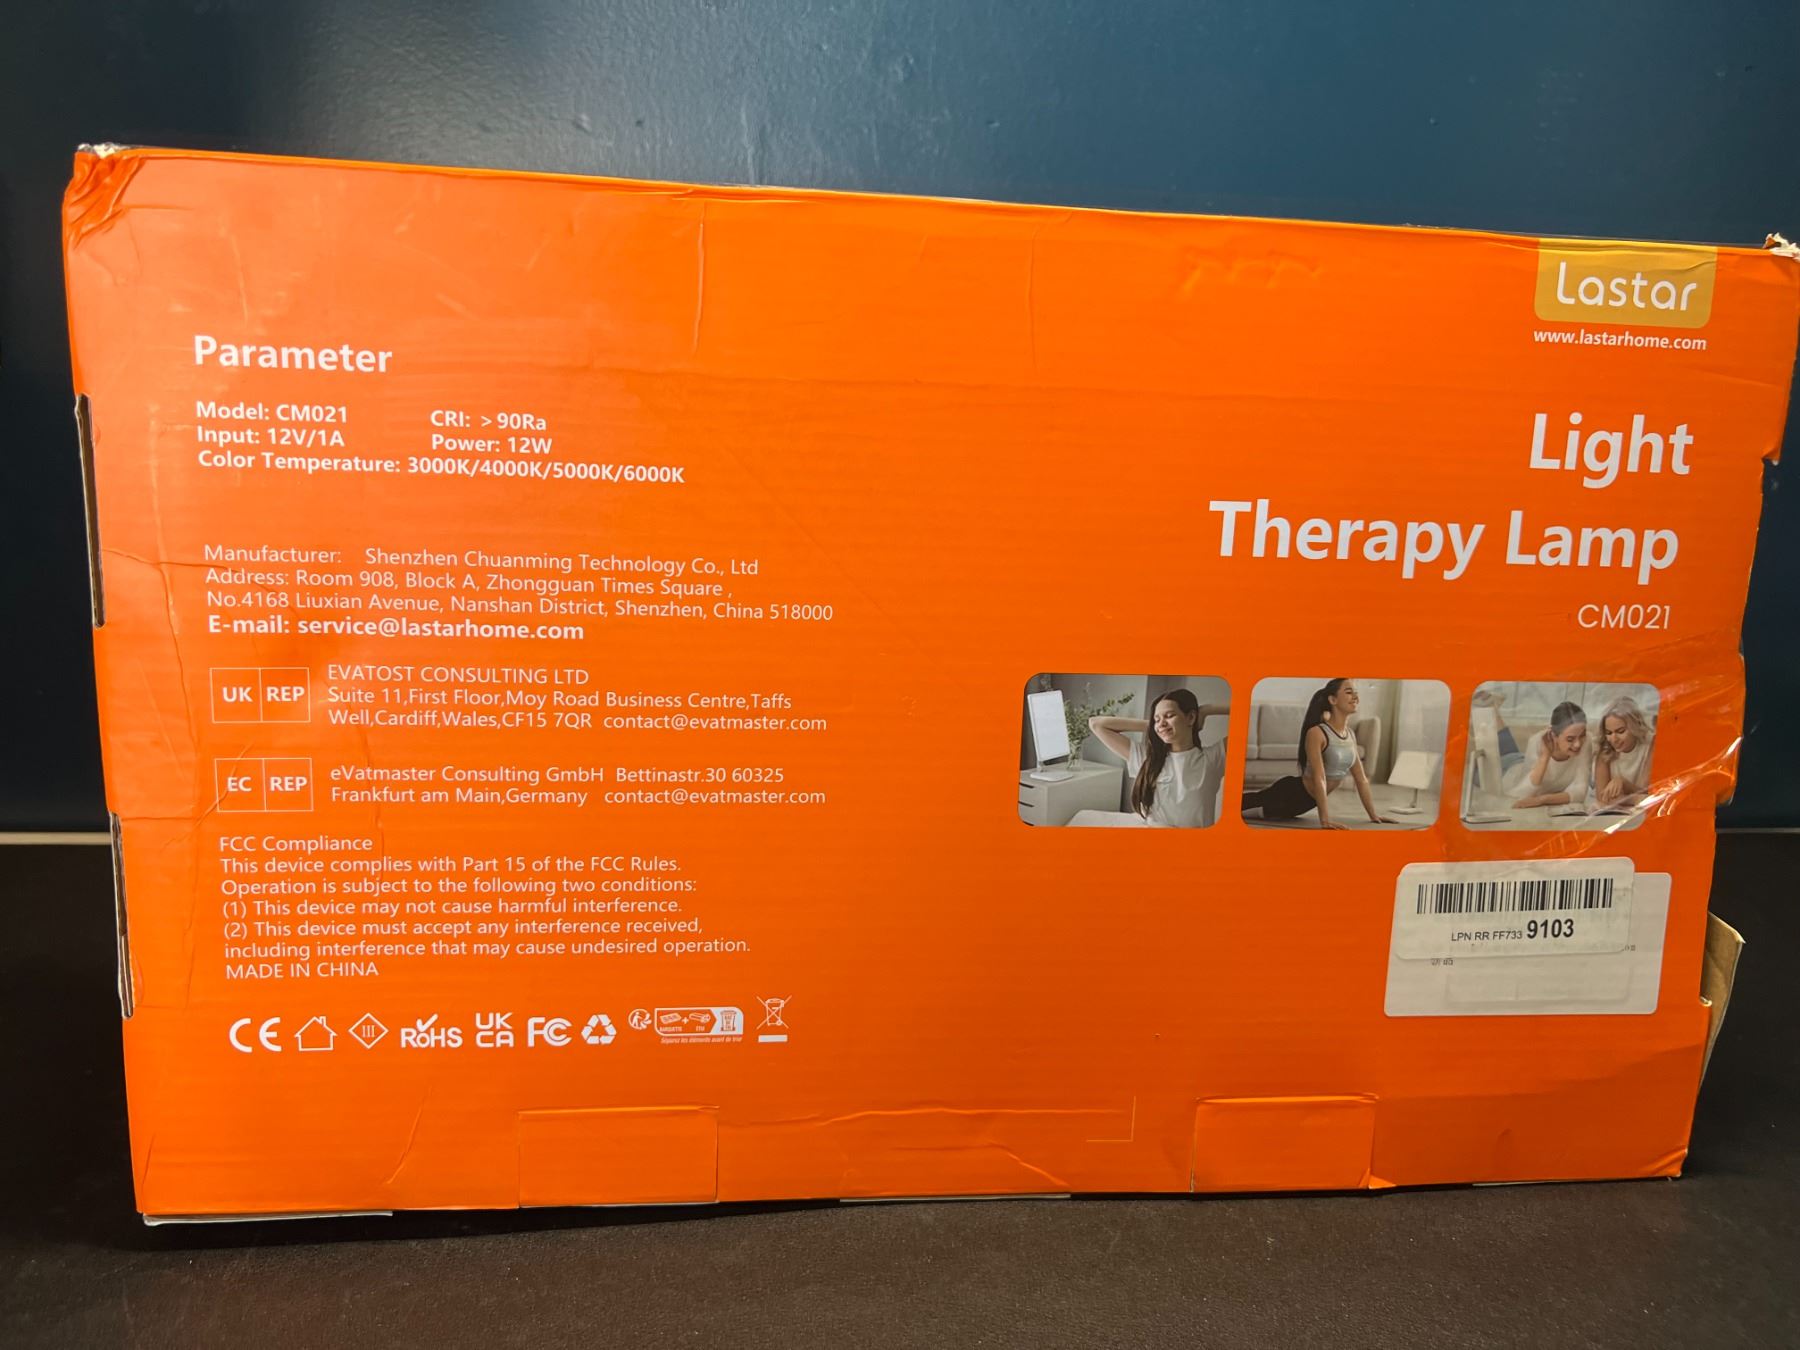 Lastar
www.lastarhome.com
Light
Therapy Lamp
CM021
Parameter
Model: CM021 CRI: >90Ra
Input: 12V/1A Power: 12W
Color Temperature: 3000K/4000K/5000K/6000K
Manufacturer: Shenzhen Chuanming Technology Co., Ltd
Address: Room 908, Block A, Zhongguan Times Square ,
No.4168 Liuxian Avenue, Nanshan District, Shenzhen, China 518000
E-mail: service@lastarhome.com
UK REP
EVATOST CONSULTING LTD
Suite 11,First Floor,Moy Road Business Centre,Taffs
Well,Cardiff,Wales,CF15 7QR contact@evatmaster.com
EC REP
eVatmaster Consulting GmbH Bettinastr.30 60325
Frankfurt am Main,Germany contact@evatmaster.com
FCC Compliance
This device complies with Part 15 of the FCC Rules.
Operation is subject to the following two conditions:
(1) This device may not cause harmful interference.
(2) This device must accept any interference received,
including interference that may cause undesired operation.
MADE IN CHINA
CE III RoHS UK CA FC
Séparez les éléments avant de trier
LPN RR FF733 9103